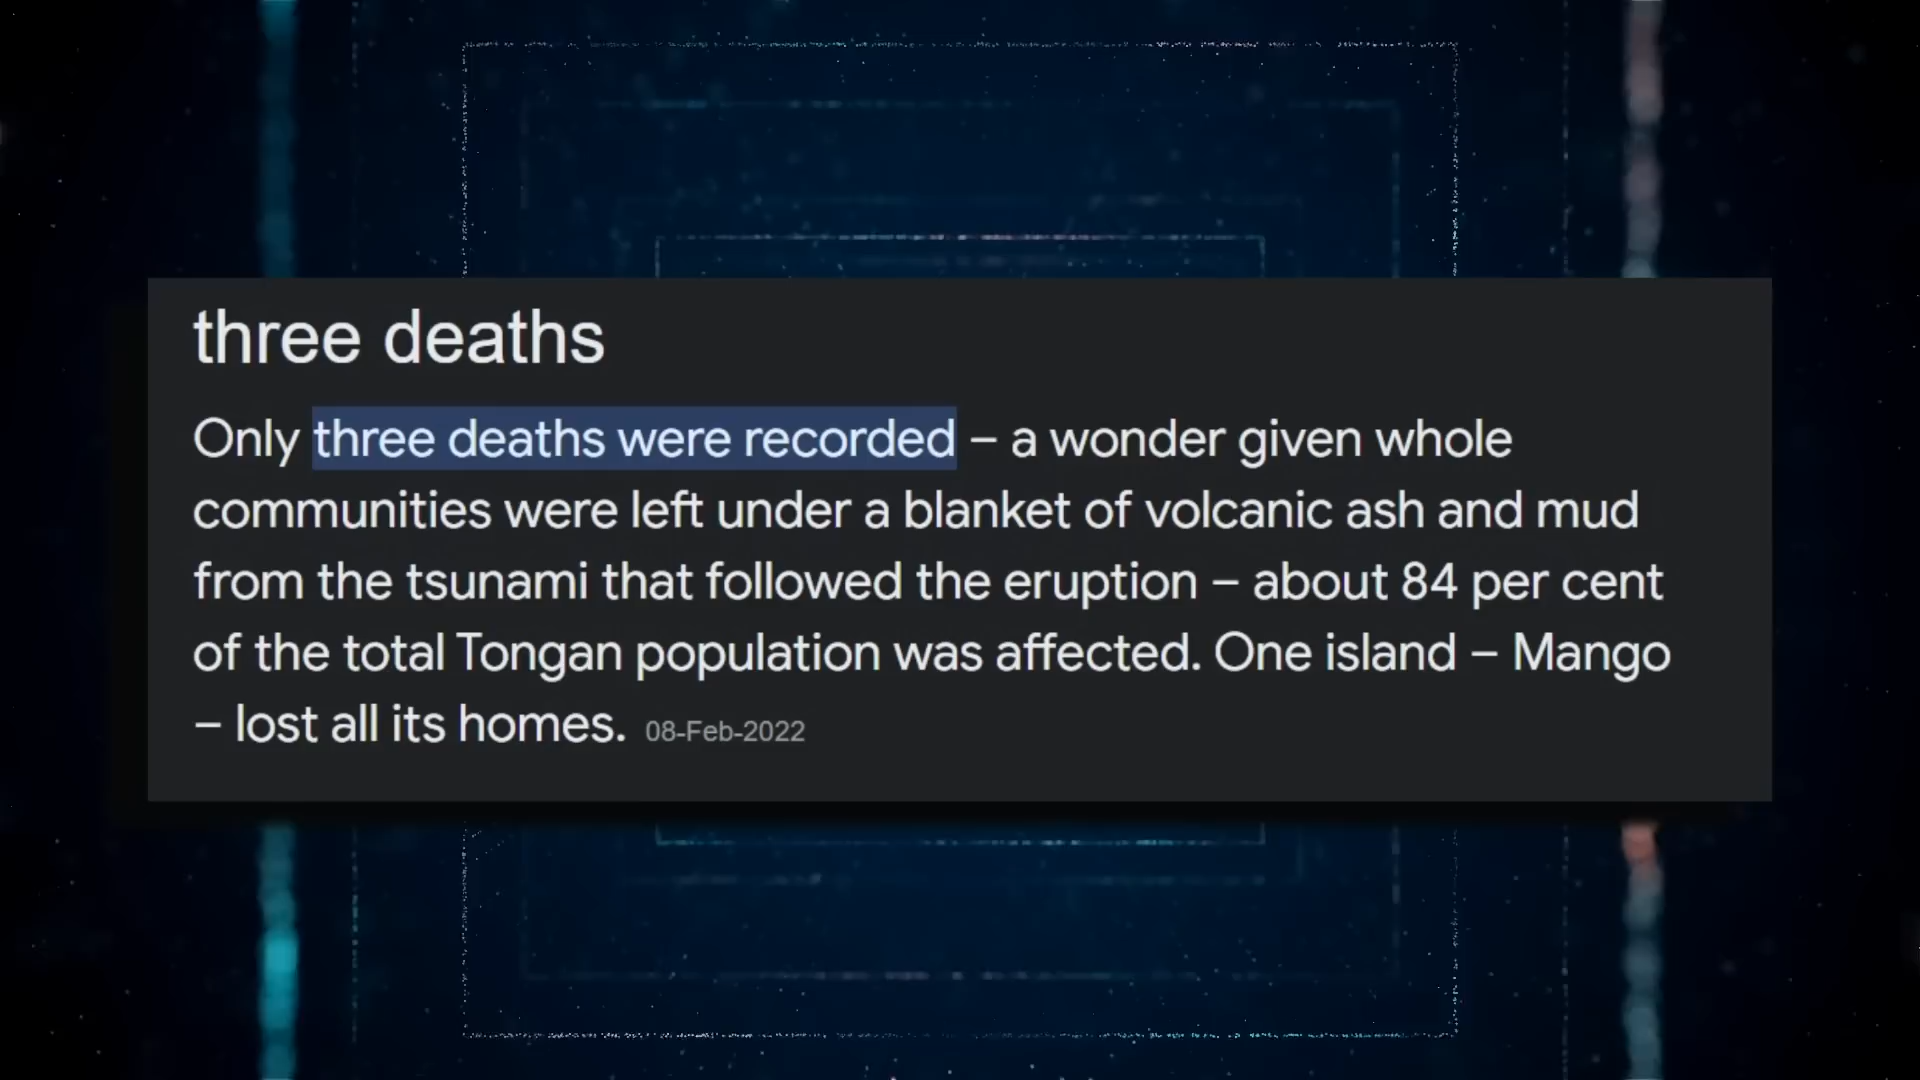 three deaths
Only three deaths were recorded – a wonder given whole
communities were left under a blanket of volcanic ash and mud
from the tsunami that followed the eruption – about 84 per cent
of the total Tongan population was affected. One island – Mango
– lost all its homes. 08-Feb-2022